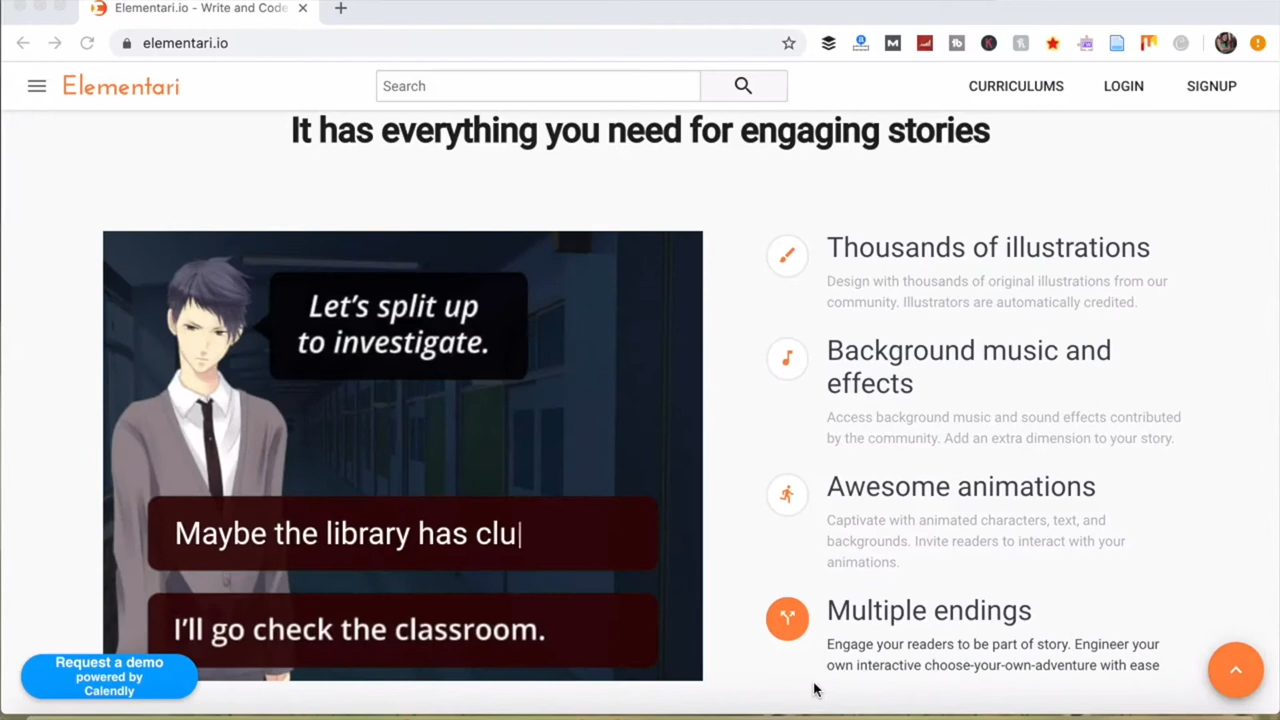 Elementari.io - Write and Code
elementari.io
Elementari
Search
CURRICULUMS
LOGIN
SIGNUP
It has everything you need for engaging stories
Let's split up
to investigate.
Maybe the library has clu
I'll go check the classroom.
Request a demo
powered by
Calendly
Thousands of illustrations
Design with thousands of original illustrations from our
community. Illustrators are automatically credited.
Background music and
effects
Access background music and sound effects contributed
by the community. Add an extra dimension to your story.
Awesome animations
Captivate with animated characters, text, and
backgrounds. Invite readers to interact with your
animations.
Multiple endings
Engage your readers to be part of story. Engineer your
own interactive choose-your-own-adventure with ease